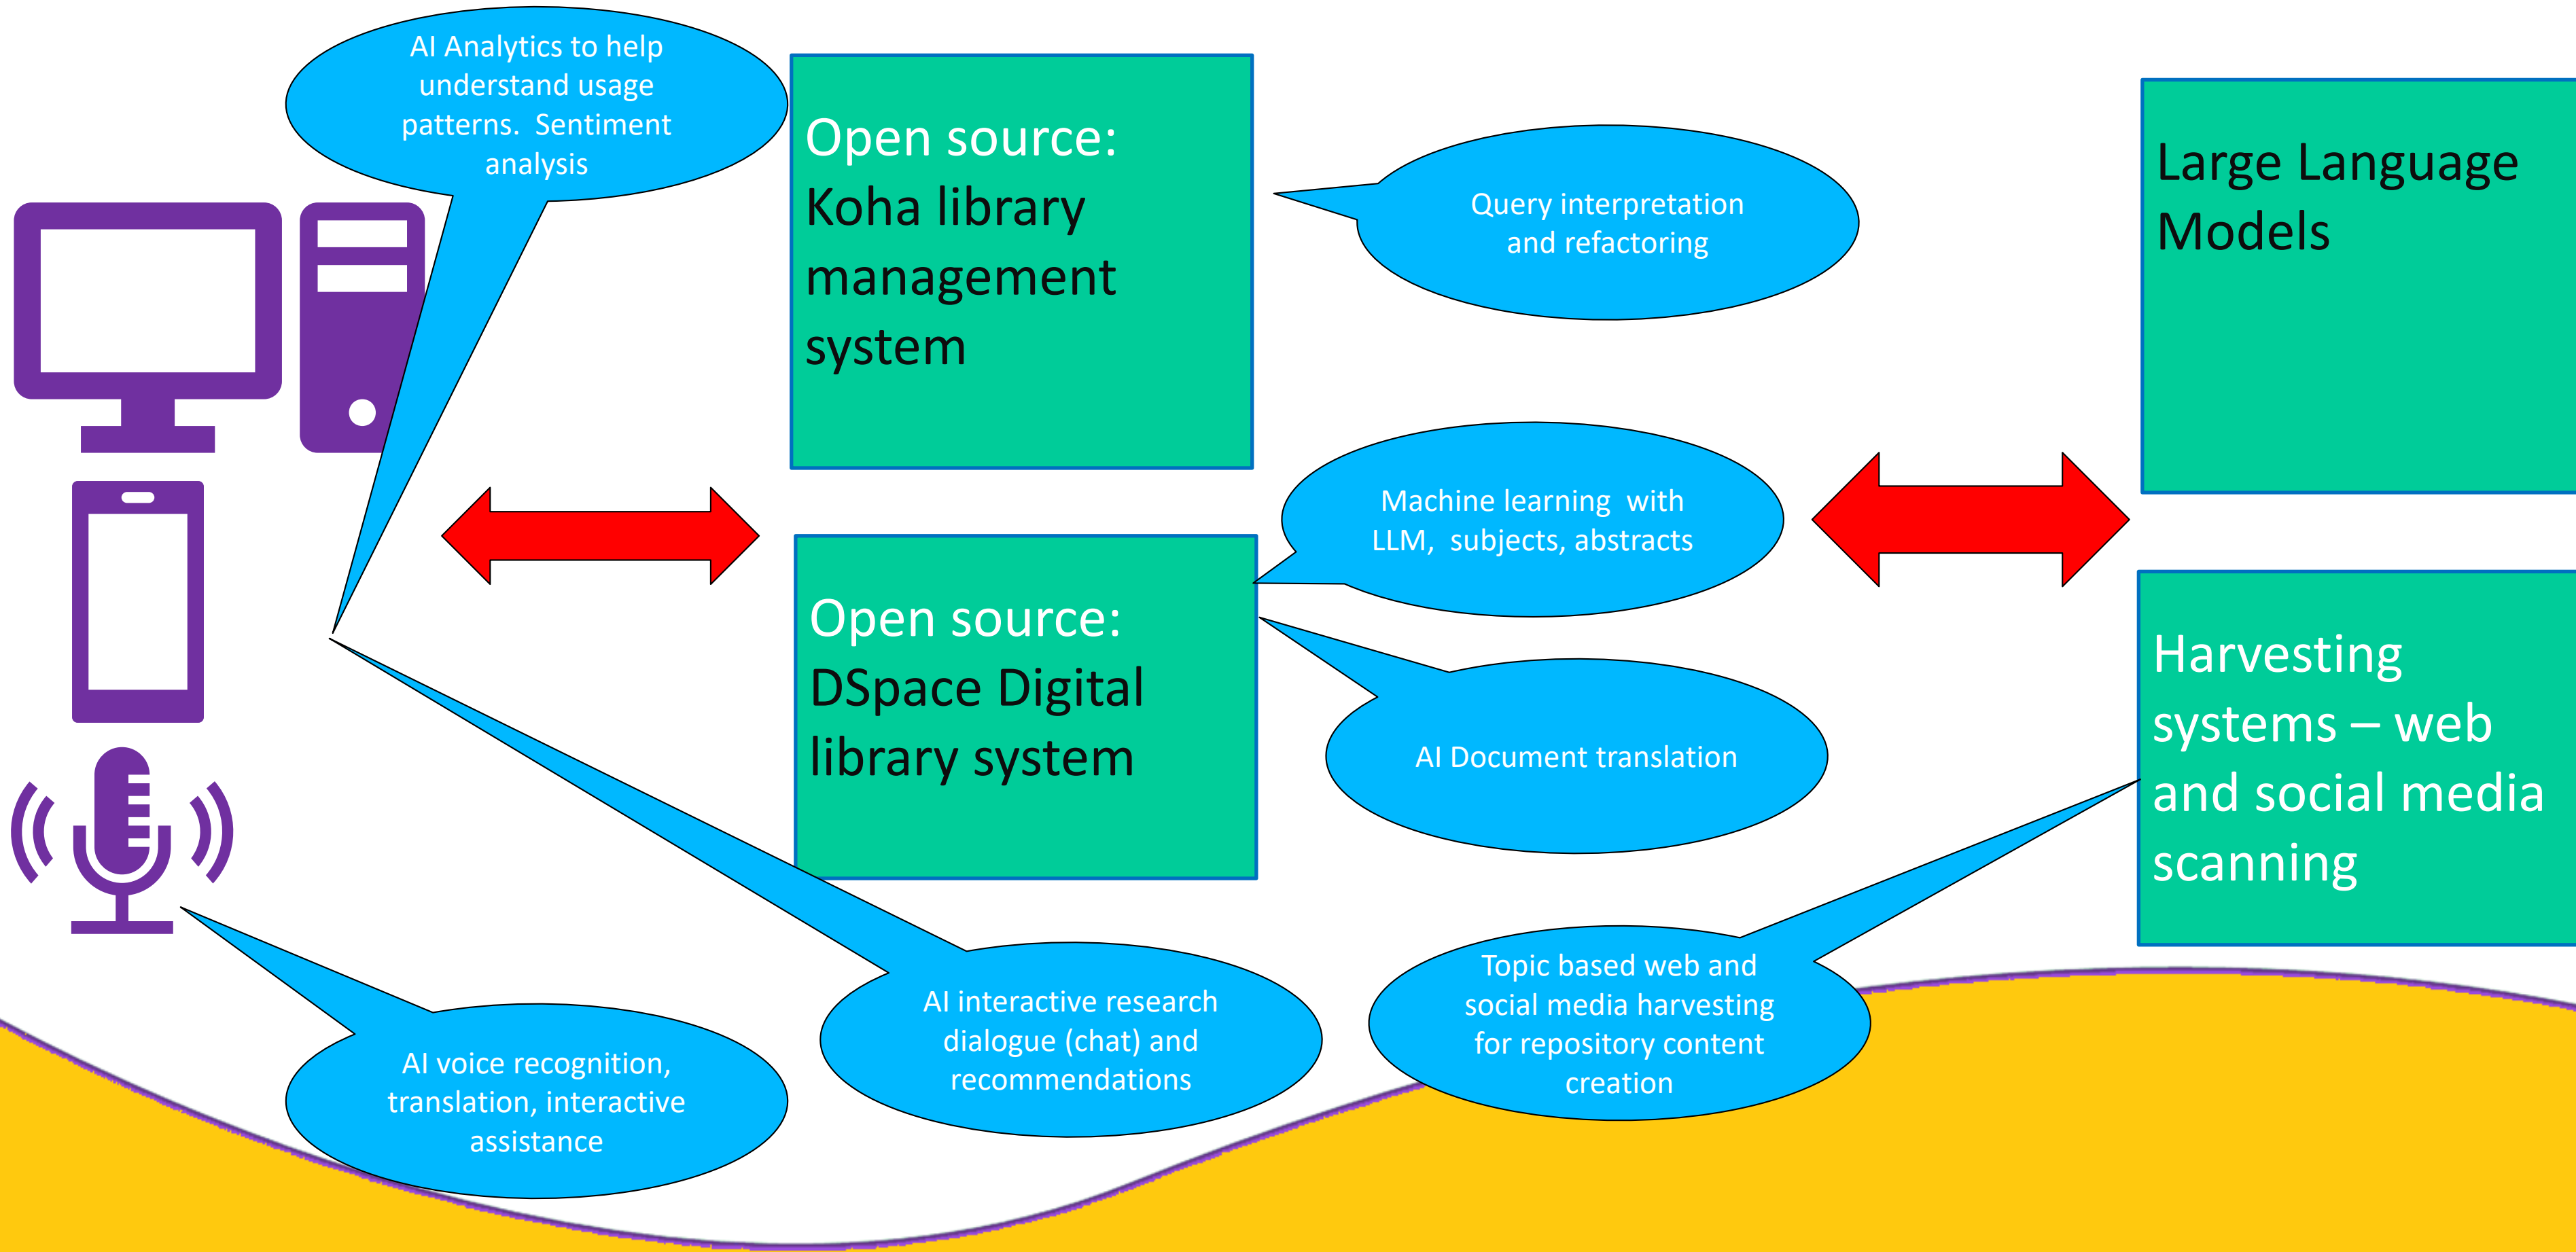 AI Analytics to help
understand usage
patterns.  Sentiment
analysis
Open source:
Koha library
management
system
Query interpretation
and refactoring
Large Language
Models
Machine learning  with
LLM,  subjects, abstracts
Open source:
DSpace Digital
library system
AI Document translation
Harvesting
systems – web
and social media
scanning
AI voice recognition,
translation, interactive
assistance
AI interactive research
dialogue (chat) and
recommendations
Topic based web and
social media harvesting
for repository content
creation